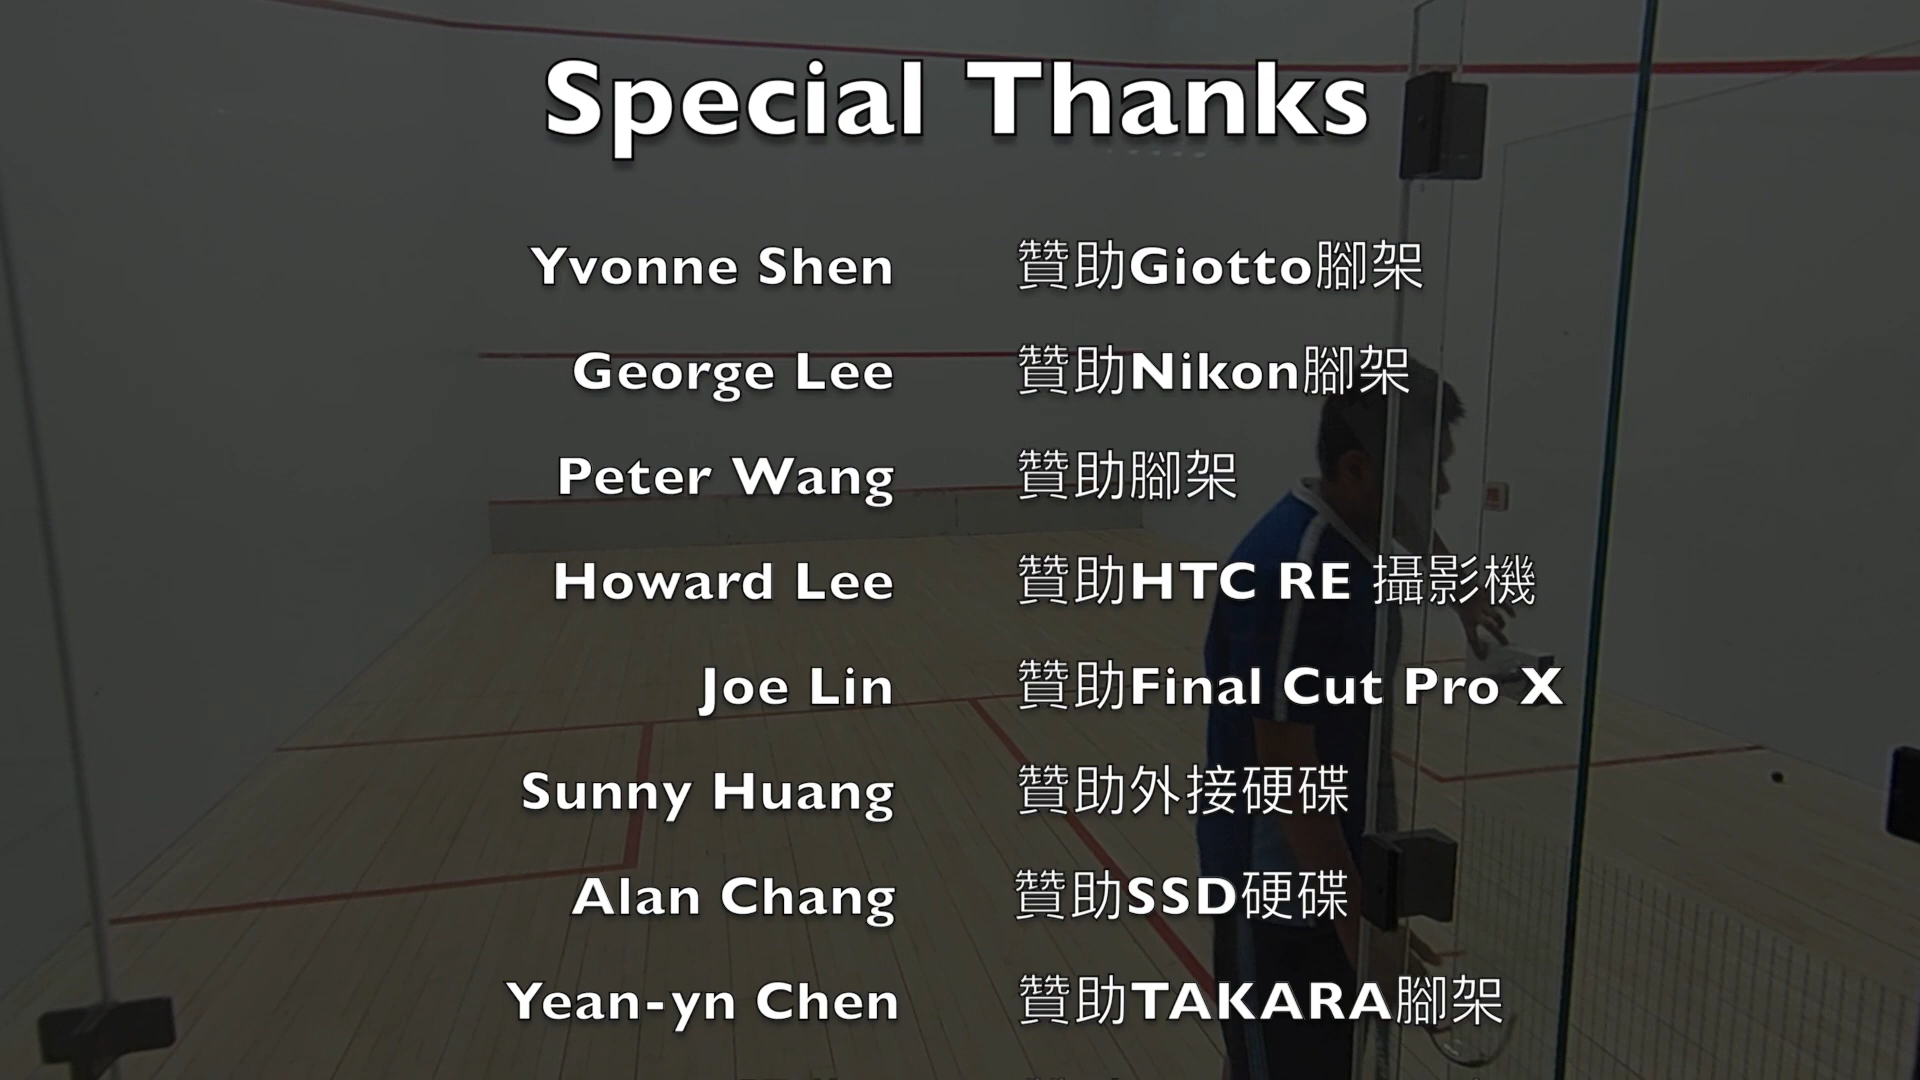 Special Thanks
Yvonne Shen 贊助Giotto腳架
George Lee 贊助Nikon腳架
Peter Wang 贊助腳架
Howard Lee 贊助HTC RE 攝影機
Joe Lin 贊助Final Cut Pro X
Sunny Huang 贊助外接硬碟
Alan Chang 贊助SSD硬碟
Yean-yn Chen 贊助TAKARA腳架